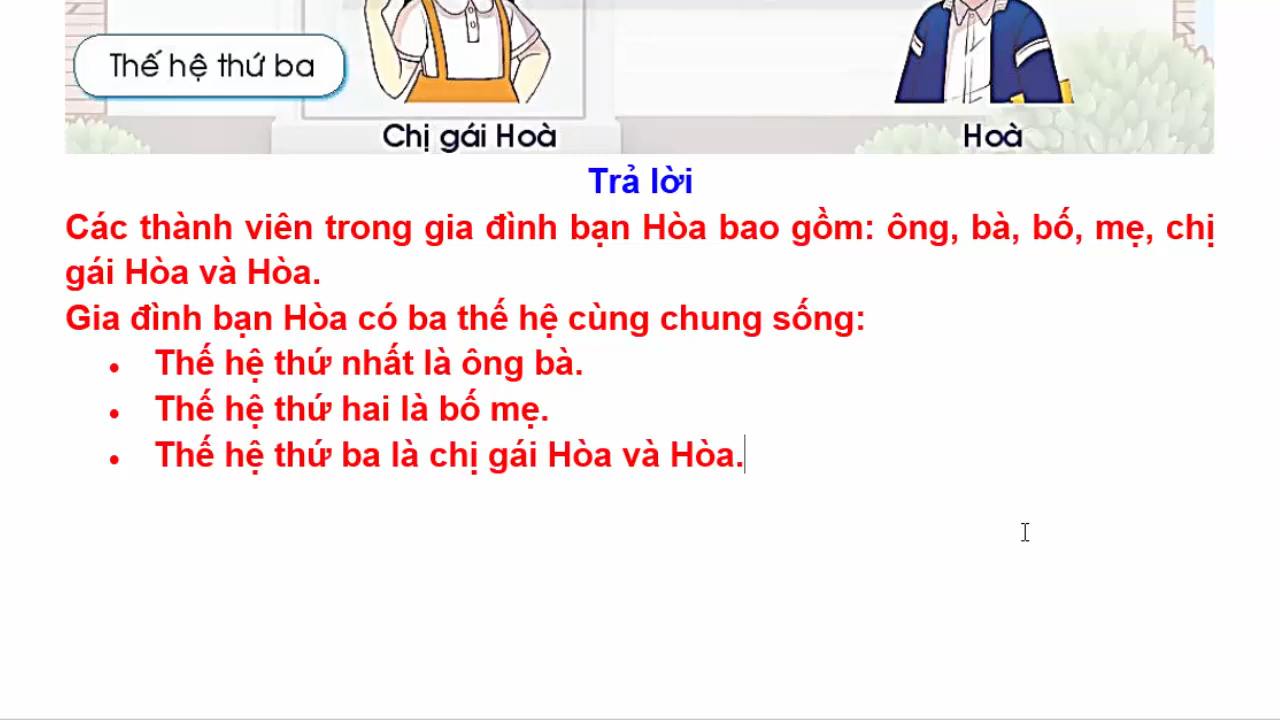 Thế hệ thứ ba
Chị gái Hoà
Hoà
Trả lời
Các thành viên trong gia đình bạn Hòa bao gồm: ông, bà, bố, mẹ, chị
gái Hòa và Hòa.
Gia đình bạn Hòa có ba thế hệ cùng chung sống:
• Thế hệ thứ nhất là ông bà.
• Thế hệ thứ hai là bố mẹ.
• Thế hệ thứ ba là chị gái Hòa và Hòa.